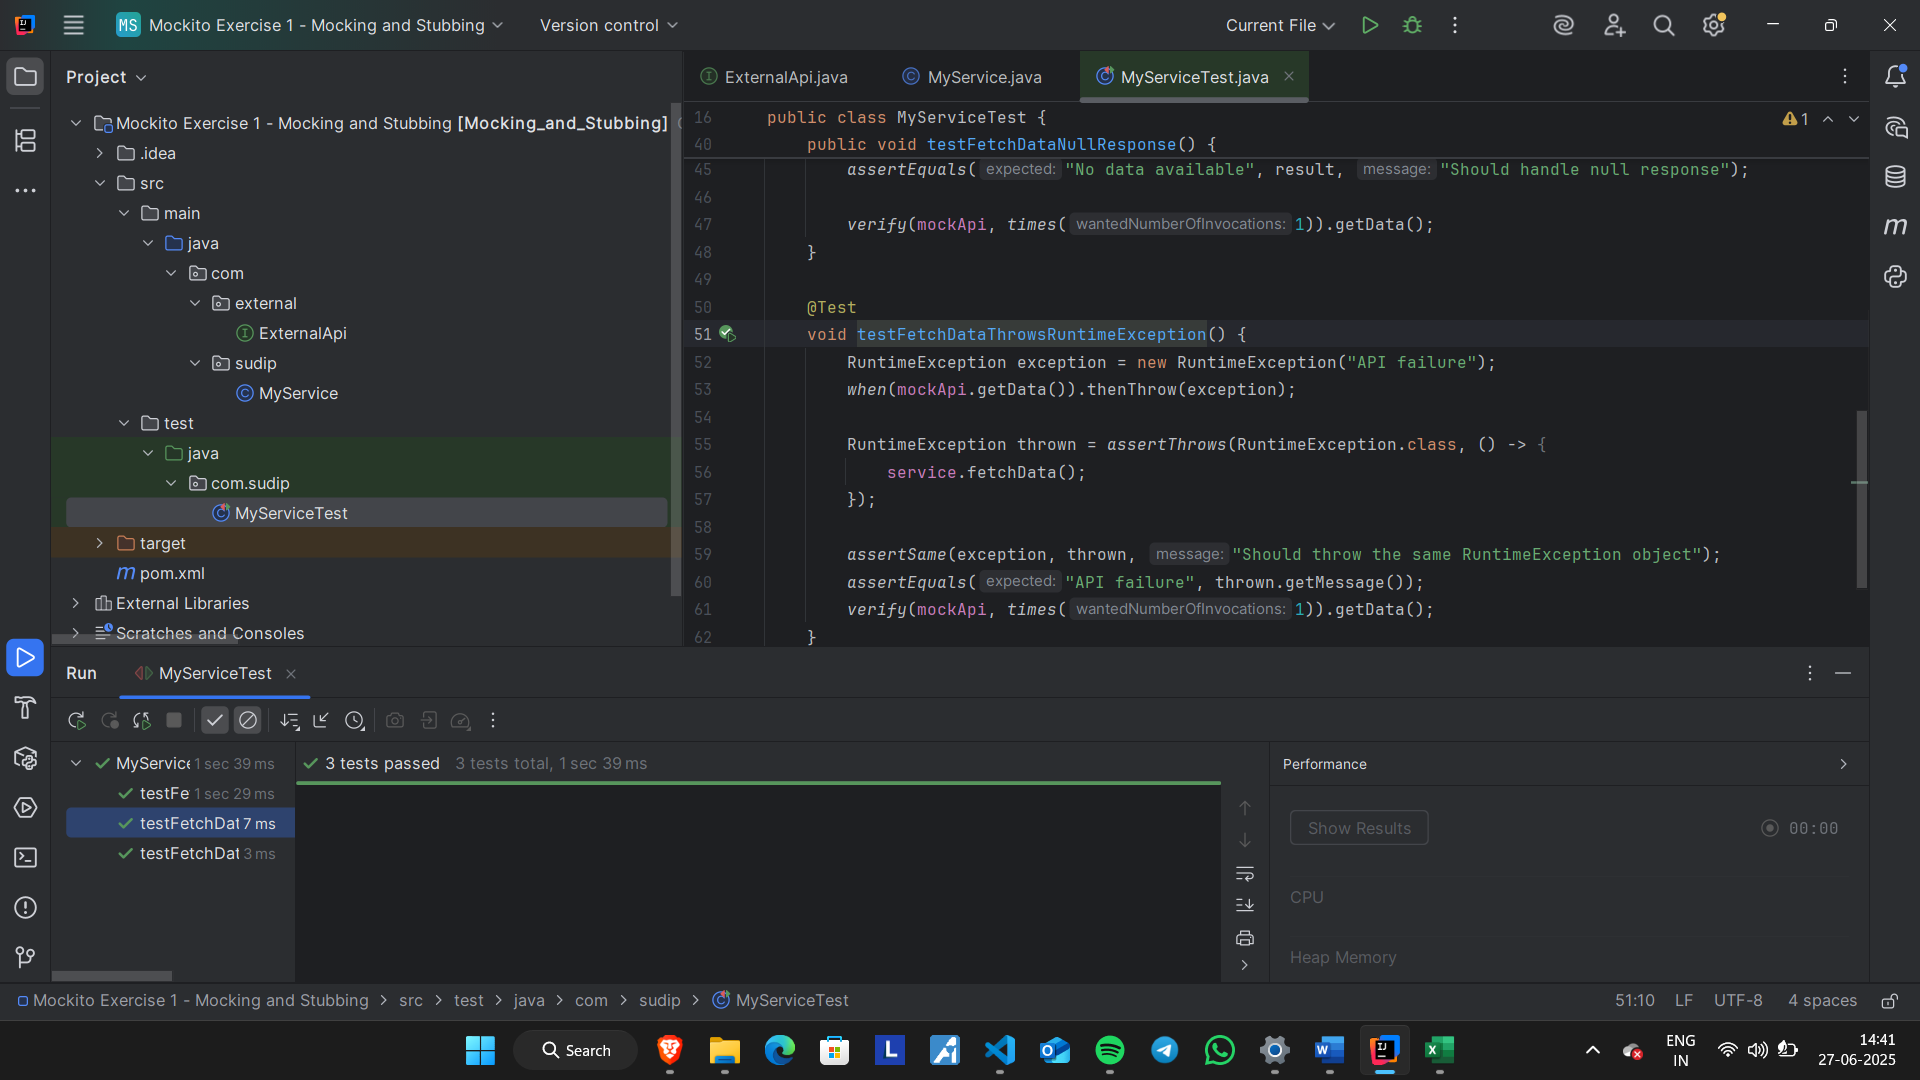 MS Mockito Exercise 1 - Mocking and Stubbing Version control Current File
Project
Mockito Exercise 1 - Mocking and Stubbing [Mocking_and_Stubbing]
.idea
src
main
java
com
external
ExternalApi
sudip
MyService
test
java
com.sudip
MyServiceTest
target
pom.xml
External Libraries
Scratches and Consoles
ExternalApi.java MyService.java MyServiceTest.java
16 public class MyServiceTest {
1
40 public void testFetchDataNullResponse() {
45 assertEquals( expected: "No data available", result, message: "Should handle null response");
46
47 verify(mockApi, times( wantedNumberOfInvocations: 1)).getData();
48 }
49
50 @Test
51 void testFetchDataThrowsRuntimeException() {
52 RuntimeException exception = new RuntimeException("API failure");
53 when(mockApi.getData()).thenThrow(exception);
54
55 RuntimeException thrown = assertThrows(RuntimeException.class, () -> {
56 service.fetchData();
57 });
58
59 assertSame(exception, thrown, message: "Should throw the same RuntimeException object");
60 assertEquals( expected: "API failure", thrown.getMessage());
61 verify(mockApi, times( wantedNumberOfInvocations: 1)).getData();
62 }
Run MyServiceTest
MyService 1 sec 39 ms
testFe 1 sec 29 ms
testFetchDat 7 ms
testFetchDat 3 ms
3 tests passed 3 tests total, 1 sec 39 ms
Performance
Show Results 00:00
CPU
Heap Memory
Mockito Exercise 1 - Mocking and Stubbing > src > test > java > com > sudip > MyServiceTest 51:10 LF UTF-8 4 spaces
Search
ENG
IN
14:41
27-06-2025